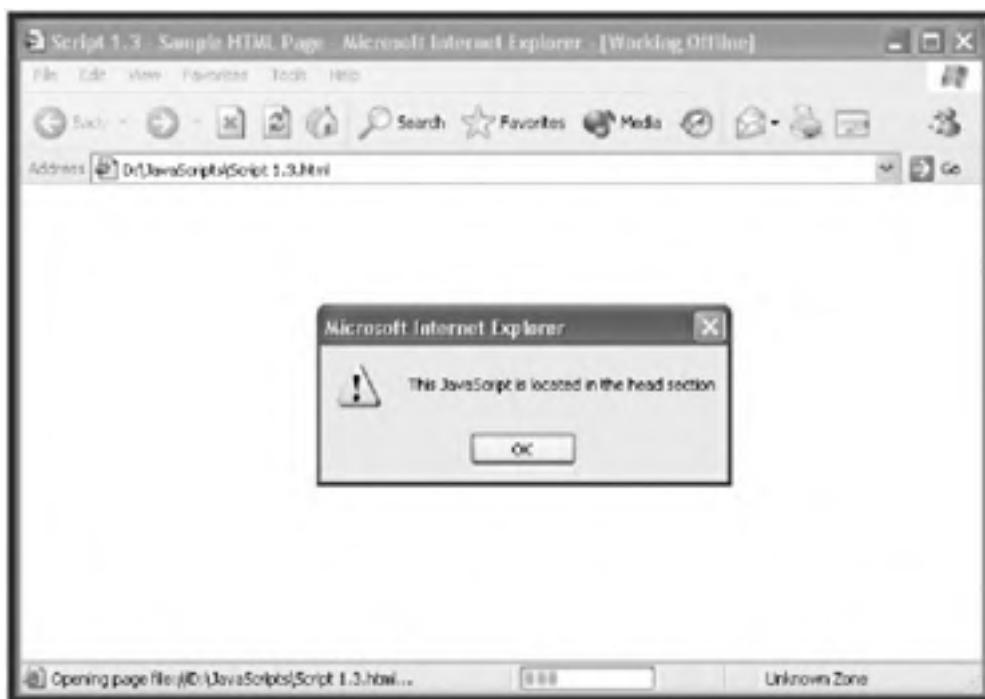 Script 1.3 - Sample HTML Page - Microsoft Internet Explorer - [Working Offline]
File Edit View Favorites Tools Help
Back Search Favorites Media
Address D:\JavaScripts\Script 1.3.html Go
Microsoft Internet Explorer
This JavaScript is located in the head section
OK
Opening page file://D:\JavaScripts\Script 1.3.html... Unknown Zone